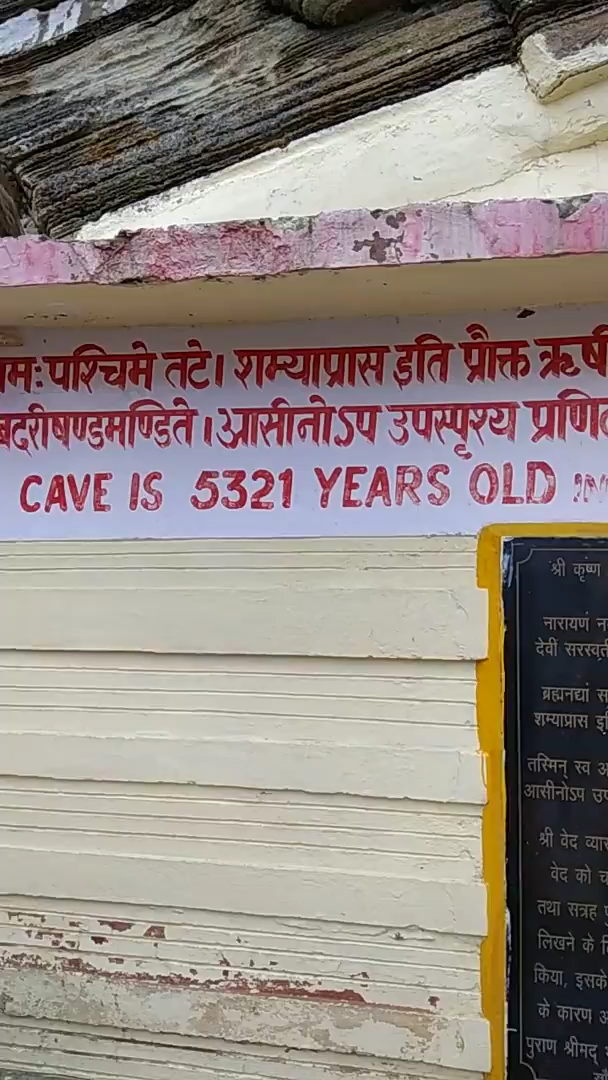 मः पश्चिमे तटे। शम्याप्रास इति प्रौक्त ऋषी
बदरीषण्डमण्डिते। आसीनोऽप उपस्पृश्य प्रणि
CAVE IS 5321 YEARS OLD IN
श्री कृष्ण
नारायणं न
देवीं सरस्वती
ब्रह्मनद्यां स
शम्याप्रास इ
तस्मिन् स्व अ
आसीनोऽप उप
श्री वेद व्यास
वेद को च
तथा सत्रह
लिखने के लि
किया, इसके
के कारण अ
पुराण श्रीमद्